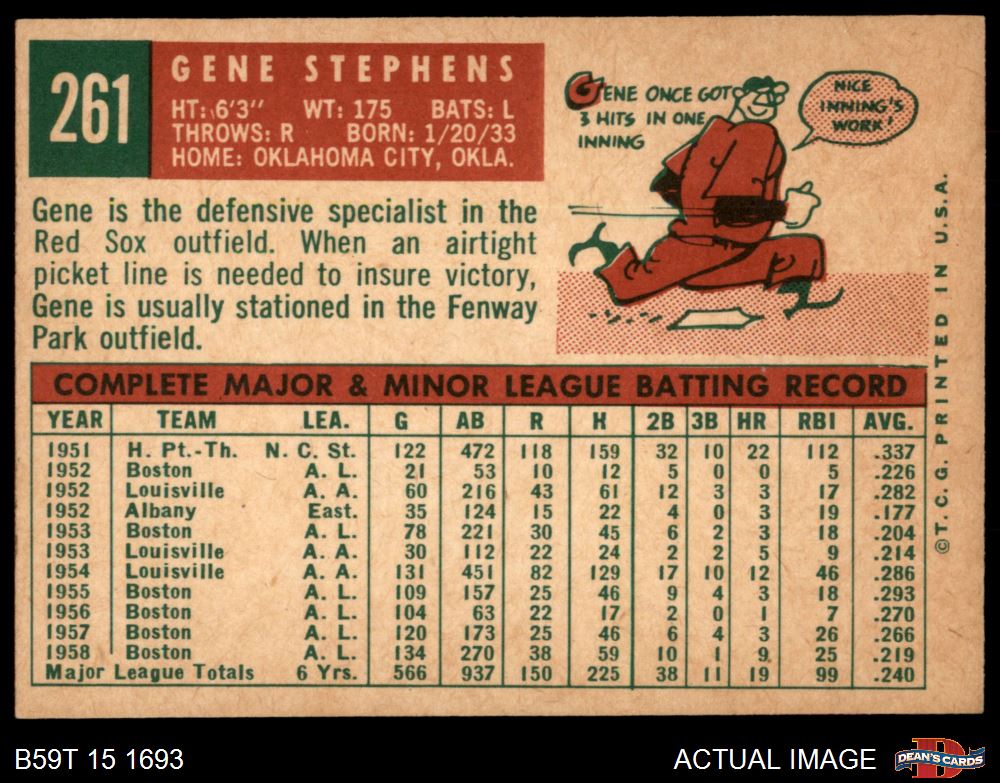 261
GENE STEPHENS
HT: 6'3" WT: 175 BATS: L
THROWS: R BORN: 1/20/33
HOME: OKLAHOMA CITY, OKLA.
Gene is the defensive specialist in the
Red Sox outfield. When an airtight
picket line is needed to insure victory,
Gene is usually stationed in the Fenway
Park outfield.
GENE ONCE GOT
3 HITS IN ONE
INNING
NICE
INNING'S
WORK!
COMPLETE MAJOR & MINOR LEAGUE BATTING RECORD
YEAR TEAM LEA. G AB R H 2B 3B HR RBI AVG.
1951 H. Pt.-Th. N. C. St. 122 472 118 159 32 10 22 112 .337
1952 Boston A. L. 21 53 10 12 5 0 0 5 .226
1952 Louisville A. A. 60 216 43 61 12 3 3 17 .282
1952 Albany East. 35 124 15 22 4 0 3 19 .177
1953 Boston A. L. 78 221 30 45 6 2 3 18 .204
1953 Louisville A. A. 30 112 22 24 2 2 5 9 .214
1954 Louisville A. A. 131 451 82 129 17 10 12 46 .286
1955 Boston A. L. 109 157 25 46 9 4 3 18 .293
1956 Boston A. L. 104 63 22 17 2 0 1 7 .270
1957 Boston A. L. 120 173 25 46 6 4 3 26 .266
1958 Boston A. L. 134 270 38 59 10 1 9 25 .219
Major League Totals 6 Yrs. 566 937 150 225 38 11 19 99 .240
©T. C. G. PRINTED IN U.S.A.
B59T 15 1693
ACTUAL IMAGE
D
DEAN'S CARDS